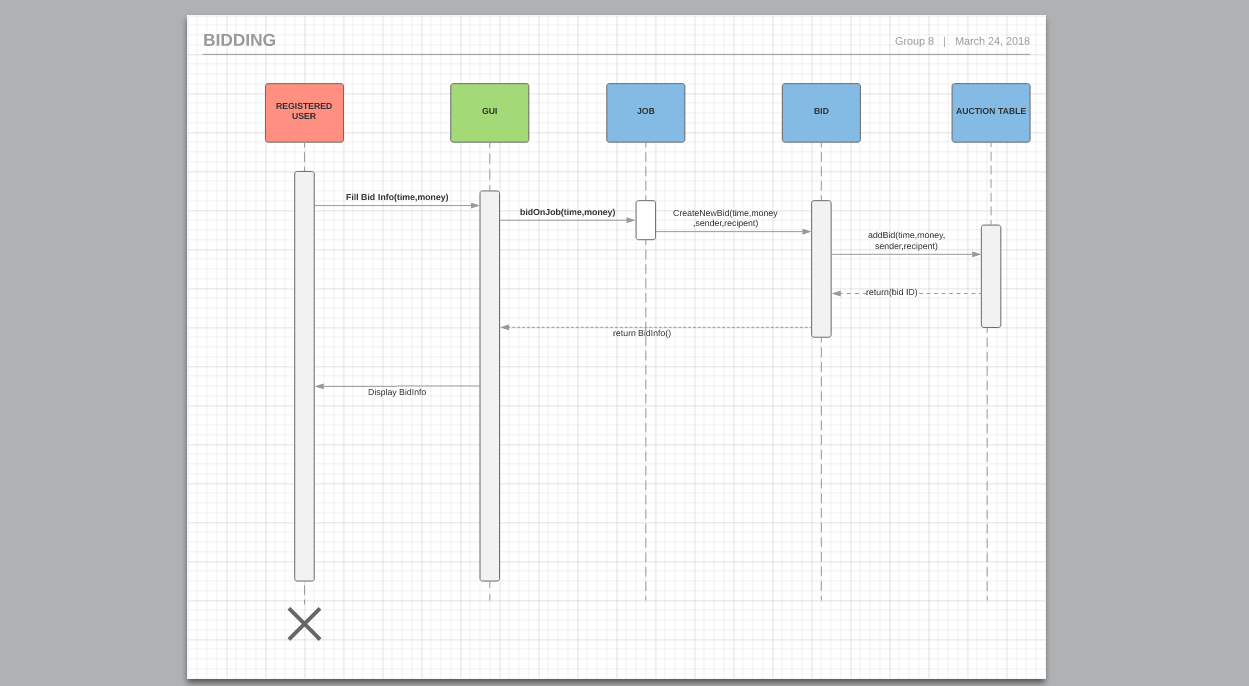 BIDDING
Group 8 | March 24, 2018
REGISTERED
USER
GUI
JOB
BID
AUCTION TABLE
Fill Bid Info(time,money)
bidOnJob(time,money)
CreateNewBid(time,money
,sender,recipent)
addBid(time,money,
sender,recipent)
return(bid ID)
return BidInfo()
Display BidInfo